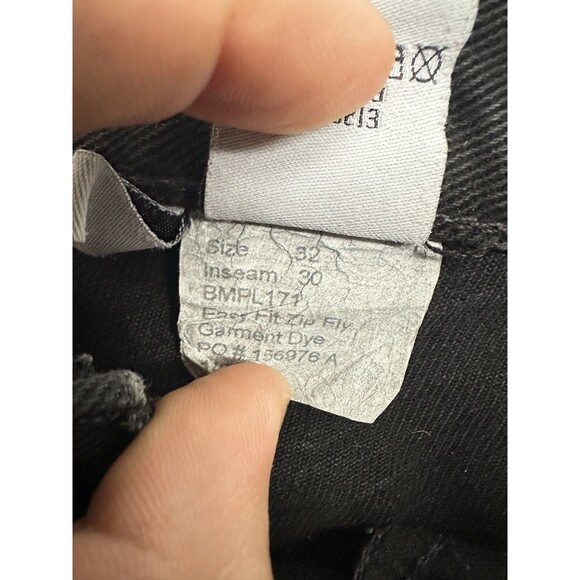 Size 32
Inseam 30
BMPL171
Easy Fit Zip Fly
Garment Dye
PO # 156976 A